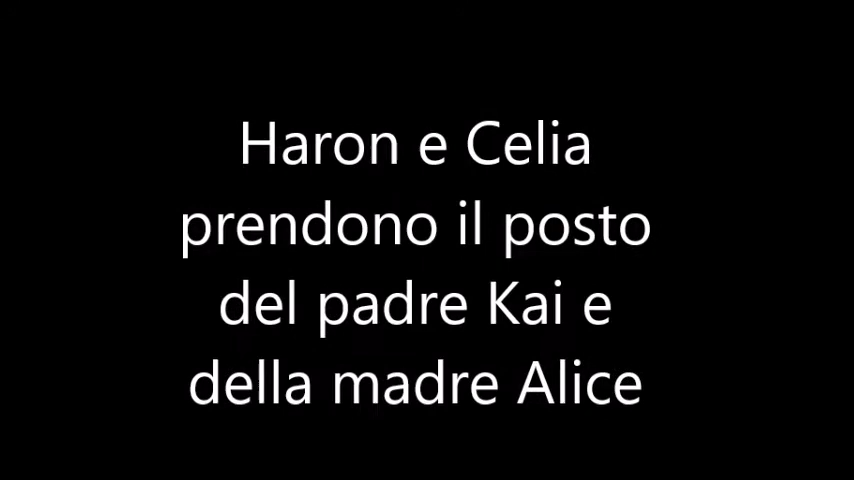 Haron e Celia
prendono il posto
del padre Kai e
della madre Alice